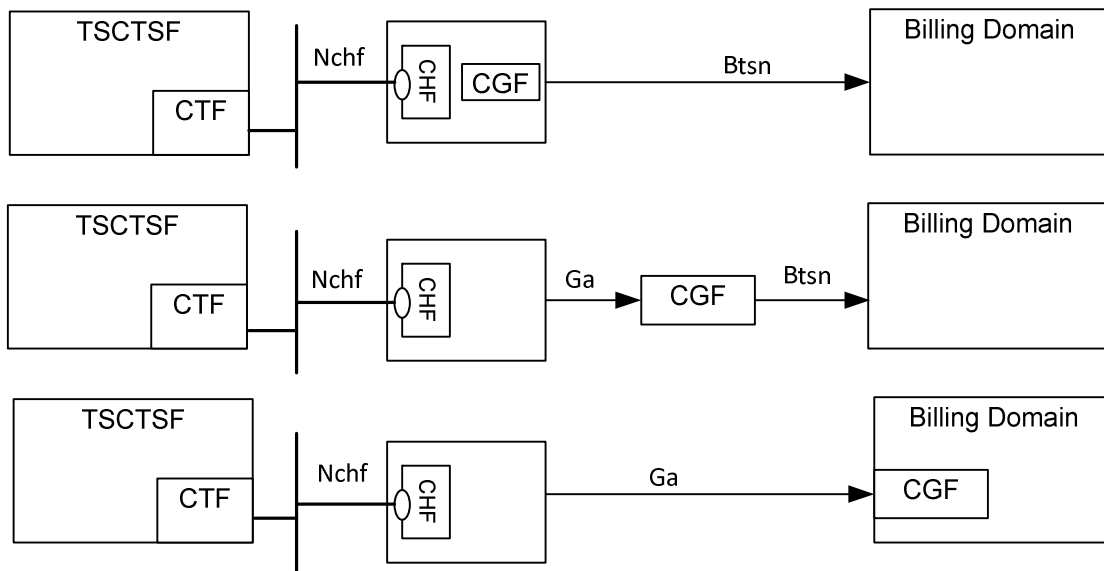 TSCTSF
CTF
Nchf
CHF
CGF
Btsn
Billing Domain
TSCTSF
CTF
Nchf
CHF
Ga
CGF
Btsn
Billing Domain
TSCTSF
CTF
Nchf
CHF
Ga
Billing Domain
CGF